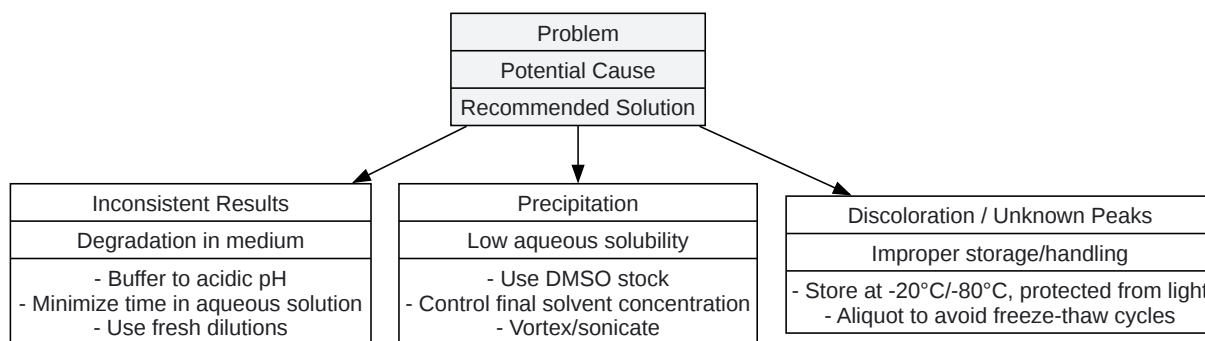 Problem
Potential Cause
Recommended Solution
Inconsistent Results
Degradation in medium
- Buffer to acidic pH
- Minimize time in aqueous solution
- Use fresh dilutions
Precipitation
Low aqueous solubility
- Use DMSO stock
- Control final solvent concentration
- Vortex/sonicate
Discoloration / Unknown Peaks
Improper storage/handling
- Store at -20°C/-80°C, protected from light
- Aliquot to avoid freeze-thaw cycles